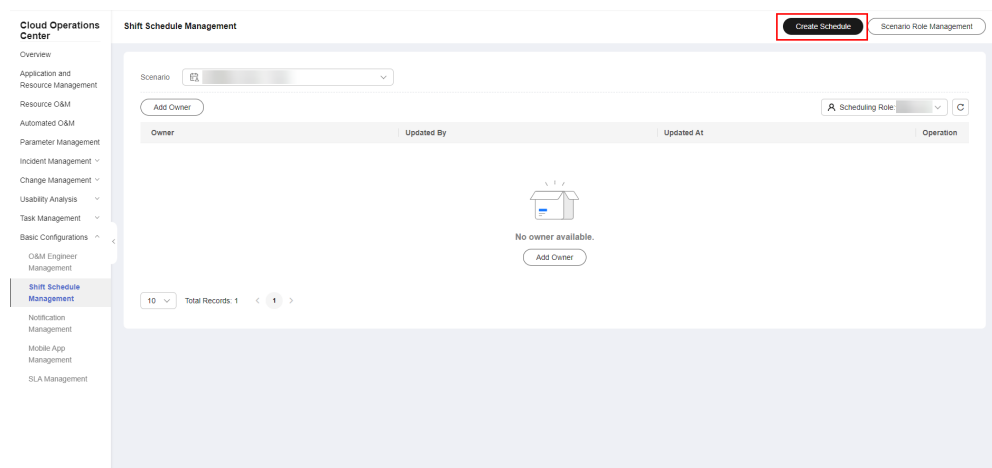 Cloud Operations
Center
Shift Schedule Management
Create Schedule
Scenario Role Management
Overview
Application and
Resource Management
Resource O&M
Automated O&M
Parameter Management
Incident Management
Change Management
Usability Analysis
Task Management
Basic Configurations
O&M Engineer
Management
Shift Schedule
Management
Notification
Management
Mobile App
Management
SLA Management
Scenario
Add Owner
Scheduling Role:
Owner
Updated By
Updated At
Operation
No owner available.
Add Owner
10
Total Records: 1
1